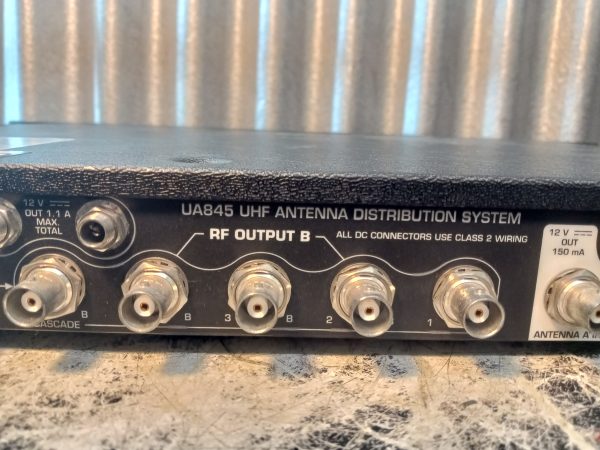 12 V ⎓
OUT 1.1 A
MAX.
TOTAL
UA845 UHF ANTENNA DISTRIBUTION SYSTEM
RF OUTPUT B
ALL DC CONNECTORS USE CLASS 2 WIRING
12 V ⎓
OUT
150 mA
B
B
3
B
2
1
CASCADE
ANTENNA A